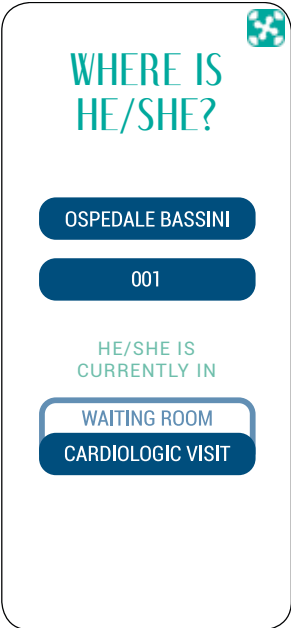 WHERE IS
HE/SHE?
OSPEDALE BASSINI
001
HE/SHE IS
CURRENTLY IN
WAITING ROOM
CARDIOLOGIC VISIT